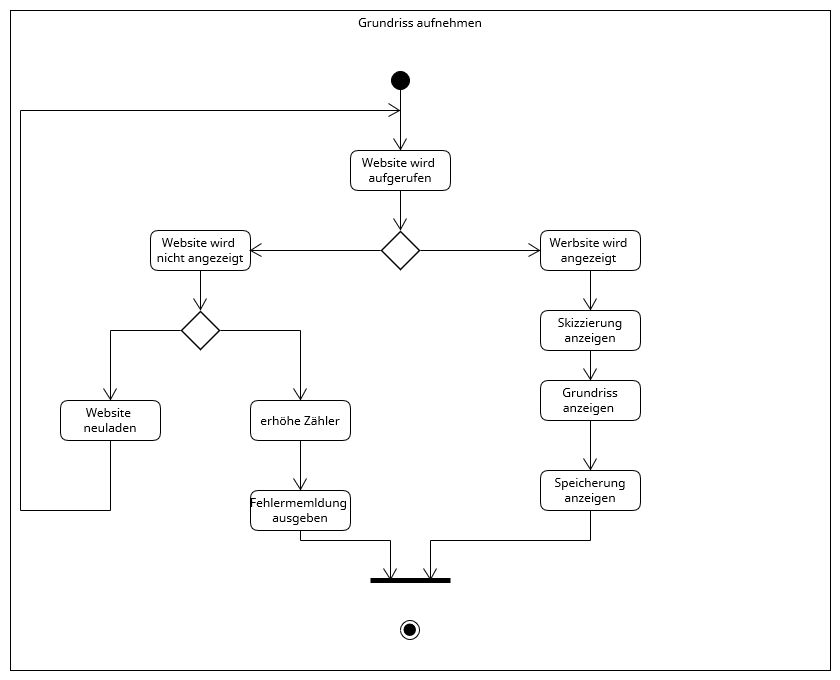 Grundriss aufnehmen
Website wird
aufgerufen
Website wird
nicht angezeigt
Werbsite wird
angezeigt
Skizzierung
anzeigen
Grundriss
anzeigen
Website
neuladen
erhöhe Zähler
Speicherung
anzeigen
Fehlermemldung
ausgeben